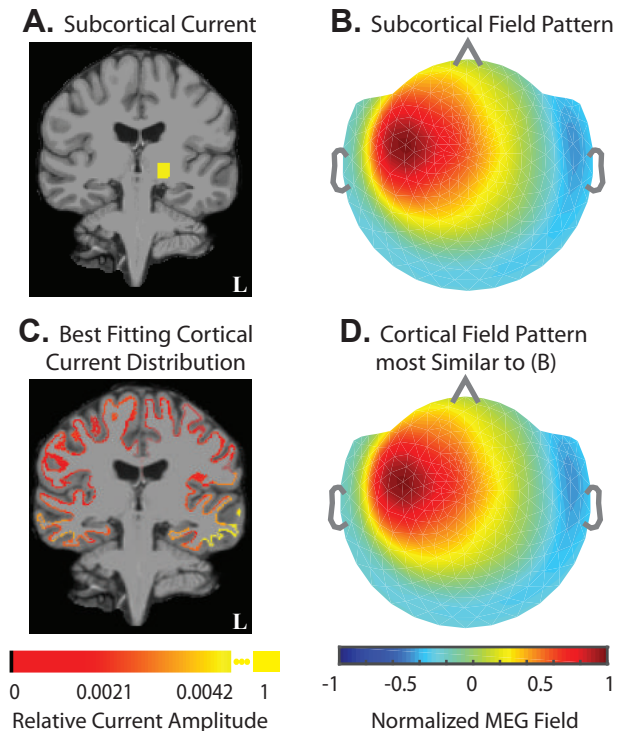 A. Subcortical Current
B. Subcortical Field Pattern
L
C. Best Fitting Cortical
Current Distribution
D. Cortical Field Pattern
most Similar to (B)
L
0 0.0021 0.0042 1
Relative Current Amplitude
-1 -0.5 0 0.5 1
Normalized MEG Field